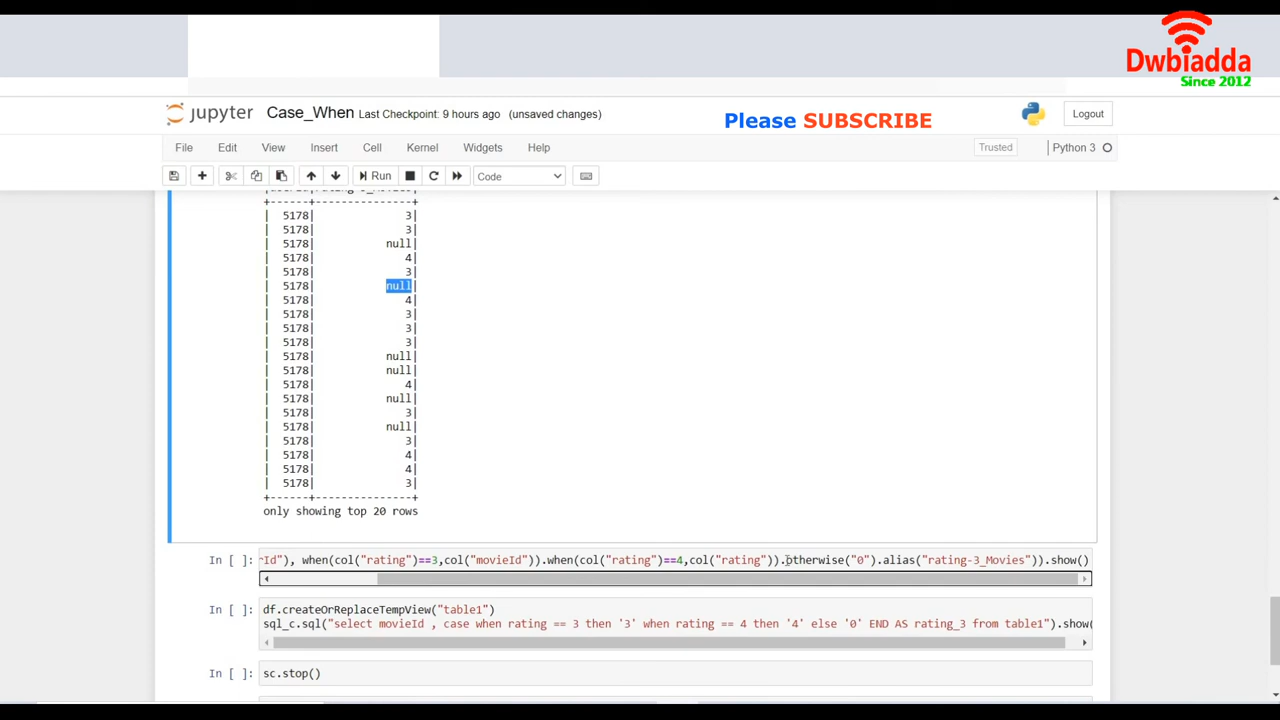 Dwbiadda
Since 2012
jupyter Case_When Last Checkpoint: 9 hours ago (unsaved changes)
Please SUBSCRIBE
Logout
File Edit View Insert Cell Kernel Widgets Help
Trusted
Python 3
Run
Code
+------+---------------+
| 5178| 3|
| 5178| 3|
| 5178| null|
| 5178| 4|
| 5178| 3|
| 5178| null|
| 5178| 4|
| 5178| 3|
| 5178| 3|
| 5178| 3|
| 5178| null|
| 5178| null|
| 5178| 4|
| 5178| null|
| 5178| 3|
| 5178| null|
| 5178| 3|
| 5178| 4|
| 5178| 4|
| 5178| 3|
+------+---------------+
only showing top 20 rows
In [ ]: rId"), when(col("rating")==3,col("movieId")).when(col("rating")==4,col("rating")).otherwise("0").alias("rating-3_Movies")).show()
In [ ]: df.createOrReplaceTempView("table1")
sql_c.sql("select movieId , case when rating == 3 then '3' when rating == 4 then '4' else '0' END AS rating_3 from table1").show(
In [ ]: sc.stop()